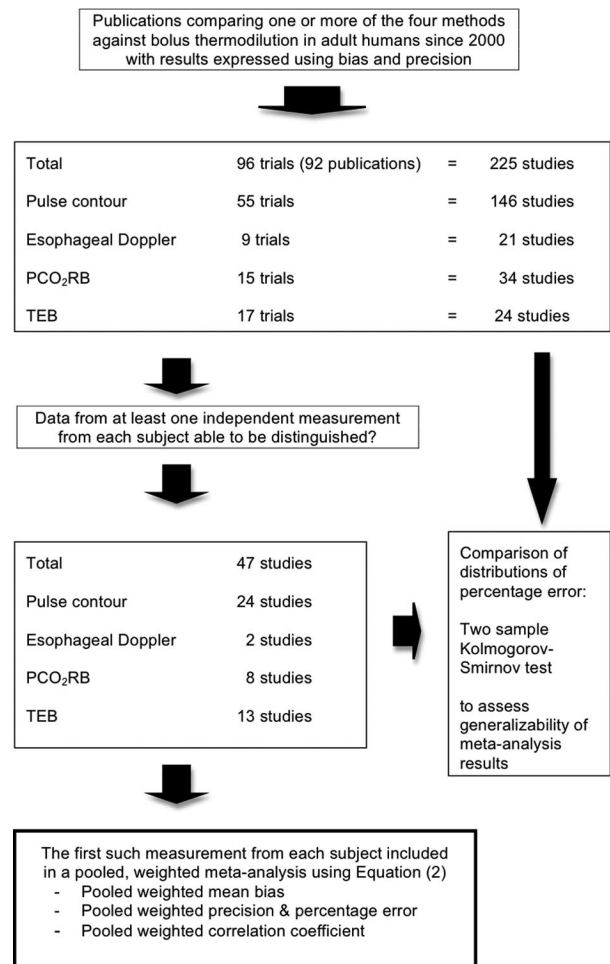 Publications comparing one or more of the four methods
against bolus thermodilution in adult humans since 2000
with results expressed using bias and precision
Total 96 trials (92 publications) = 225 studies
Pulse contour 55 trials = 146 studies
Esophageal Doppler 9 trials = 21 studies
PCO₂RB 15 trials = 34 studies
TEB 17 trials = 24 studies
Data from at least one independent measurement
from each subject able to be distinguished?
Total 47 studies
Pulse contour 24 studies
Esophageal Doppler 2 studies
PCO₂RB 8 studies
TEB 13 studies
Comparison of
distributions of
percentage error:
Two sample
Kolmogorov-
Smirnov test
to assess
generalizability of
meta-analysis
results
The first such measurement from each subject included
in a pooled, weighted meta-analysis using Equation (2)
- Pooled weighted mean bias
- Pooled weighted precision & percentage error
- Pooled weighted correlation coefficient